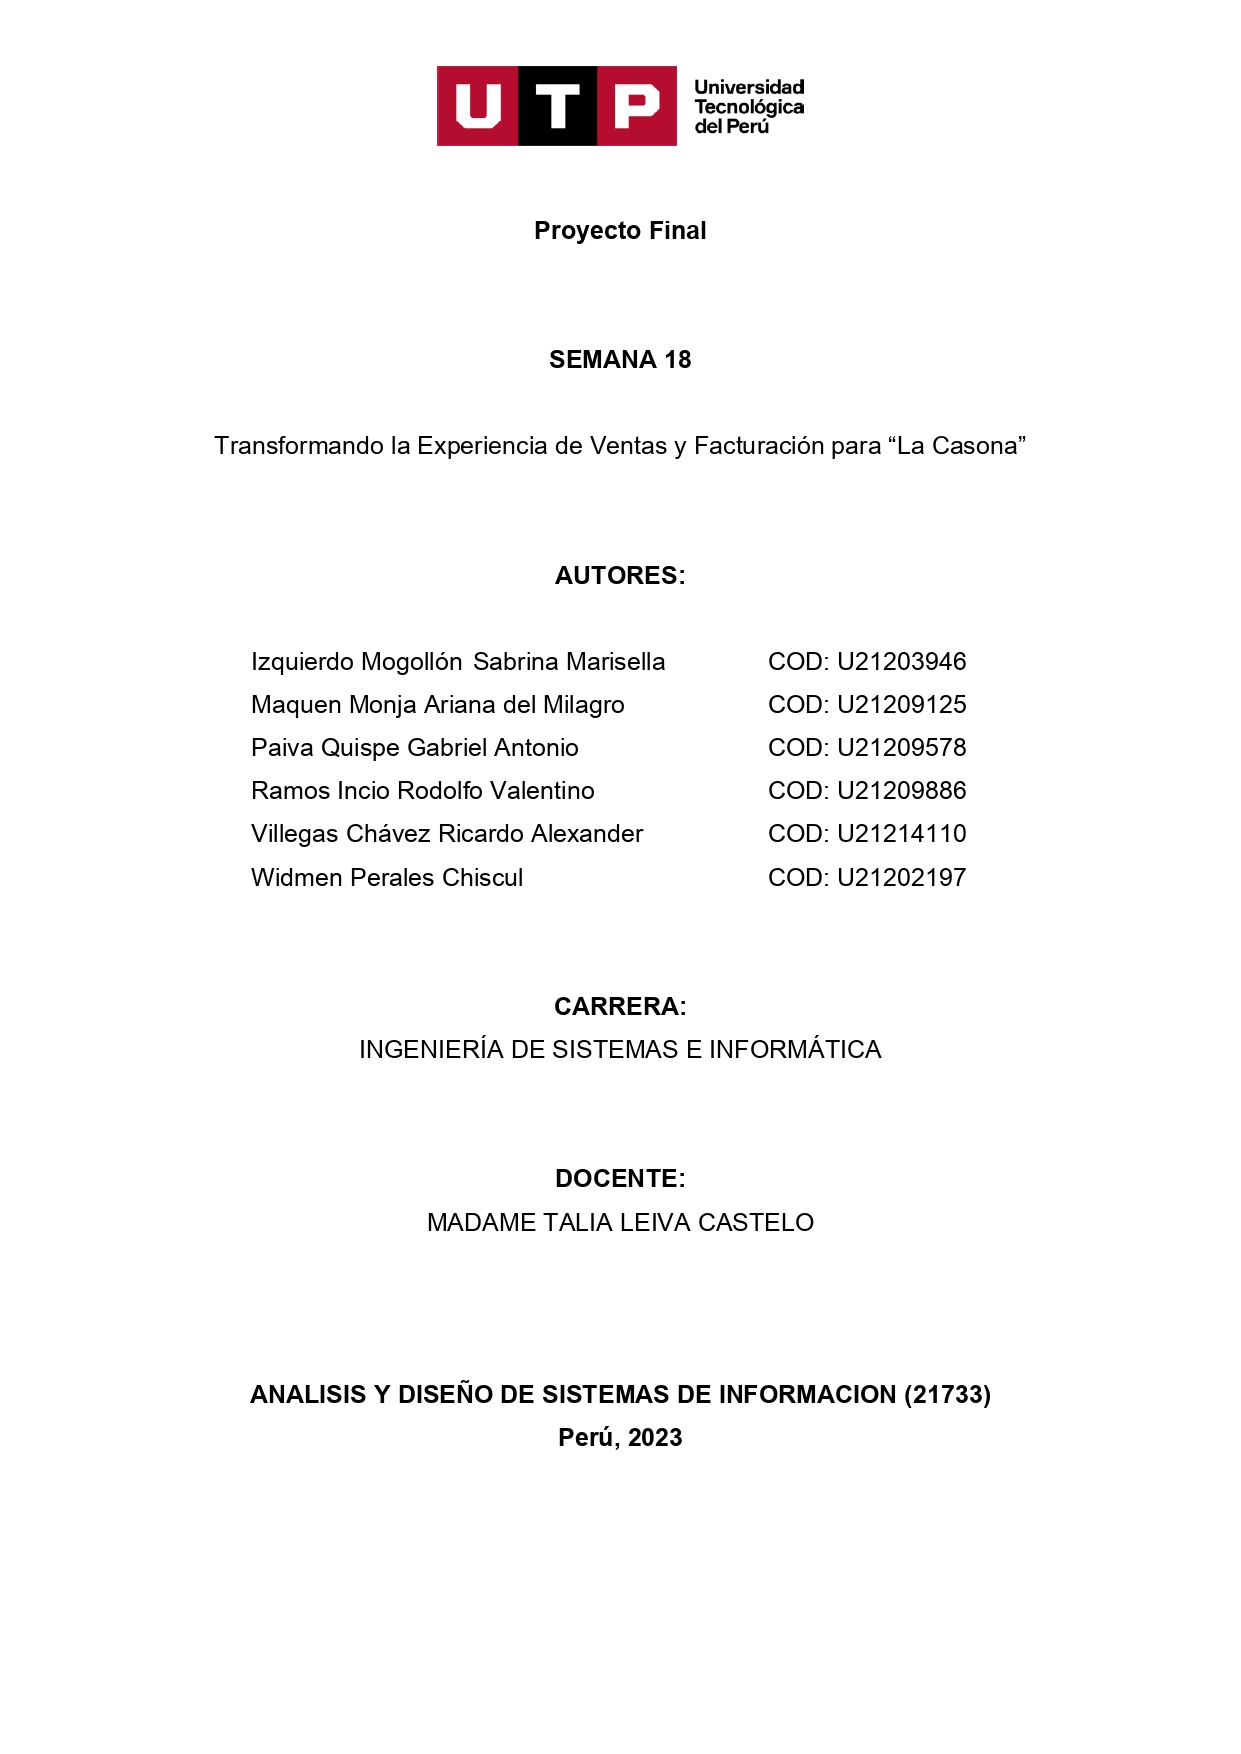 UTP
Universidad
Tecnológica
del Perú
Proyecto Final
SEMANA 18
Transformando la Experiencia de Ventas y Facturación para “La Casona”
AUTORES:
Izquierdo Mogollón Sabrina Marisella COD: U21203946
Maquen Monja Ariana del Milagro COD: U21209125
Paiva Quispe Gabriel Antonio COD: U21209578
Ramos Incio Rodolfo Valentino COD: U21209886
Villegas Chávez Ricardo Alexander COD: U21214110
Widmen Perales Chiscul COD: U21202197
CARRERA:
INGENIERÍA DE SISTEMAS E INFORMÁTICA
DOCENTE:
MADAME TALIA LEIVA CASTELO
ANALISIS Y DISEÑO DE SISTEMAS DE INFORMACION (21733)
Perú, 2023